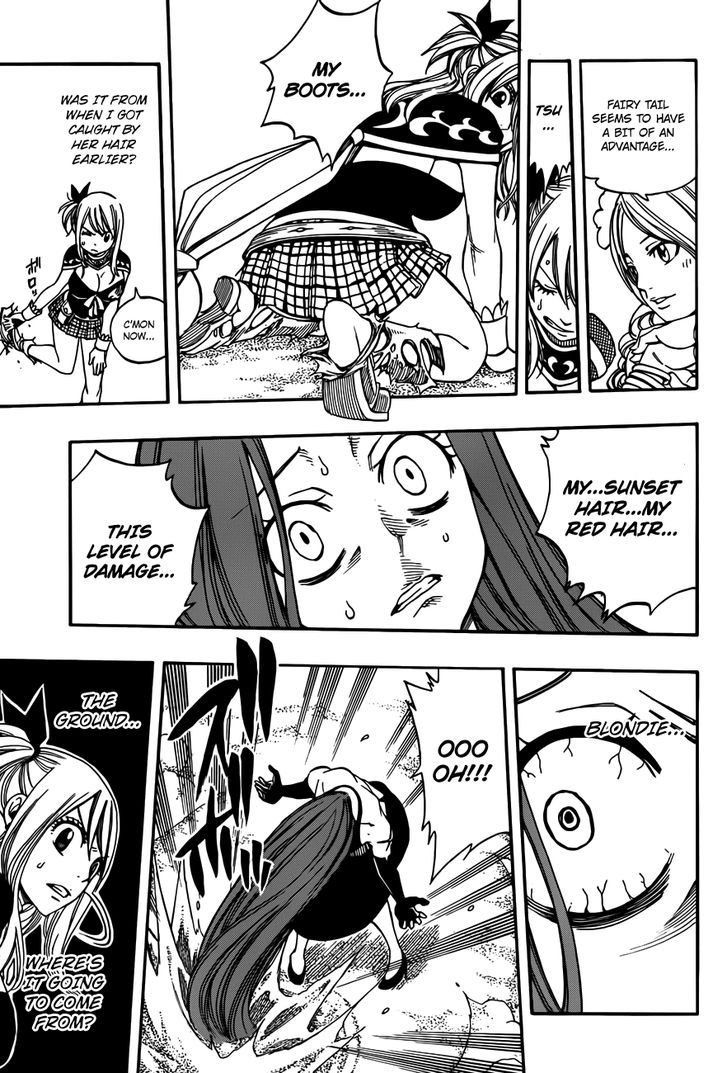 FAIRY TAIL
SEEMS TO HAVE
A BIT OF AN
ADVANTAGE...
TSU
...
MY
BOOTS...
WAS IT FROM
WHEN I GOT
CAUGHT BY
HER HAIR
EARLIER?
C'MON
NOW...
MY...SUNSET
HAIR...MY
RED HAIR...
THIS
LEVEL OF
DAMAGE...
BLONDIE...
OOO
OH!!!
THE
GROUND...
WHERE'S
IT GOING
TO COME
FROM?